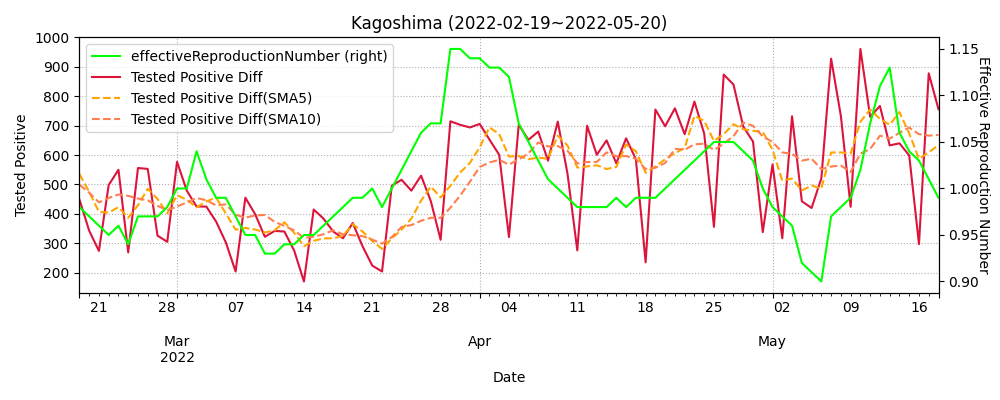 Kagoshima (2022-02-19~2022-05-20)
effectiveReproductionNumber (right)
Tested Positive Diff
Tested Positive Diff(SMA5)
Tested Positive Diff(SMA10)
Tested Positive
1000
900
800
700
600
500
400
300
200
1.15
1.10
1.05
1.00
0.95
0.90
Effective Reproduction Number
21 28 07 14 21 28 04 11 18 25 02 09 16
Mar Apr May
2022
Date